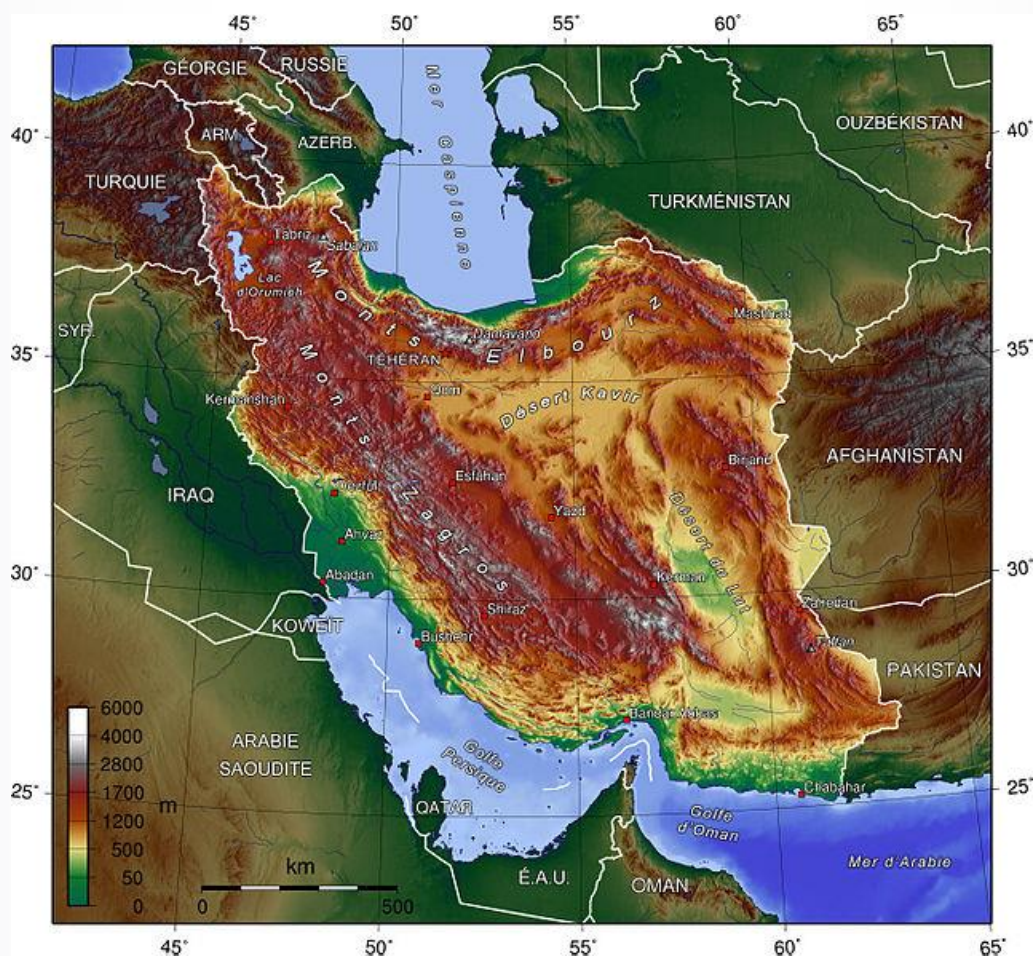 45° 50° 55° 60° 65°
GÉORGIE
RUSSIE
Mer Caspienne
OUZBÉKISTAN
40°
40°
ARM.
AZERB.
TURQUIE
TURKMÉNISTAN
Tabriz
Sabalan
Lac
d'Orumieh
Monts Elbourz
Mashhad
SYR.
35°
35°
Damavand
TÉHÉRAN
Qom
Désert Kavir
Kermanshah
Monts Zagros
AFGHANISTAN
Birjand
Esfahan
IRAQ
Dezful
Yazd
Désert du Lut
Ahvaz
30°
30°
Abadan
Kerman
Zahedan
Shiraz
KOWEÏT
Bushehr
Taftan
PAKISTAN
6000
4000
2800
1700
1200 m
500
50
0
Bandar Abbas
ARABIE
SAOUDITE
Golfe
Persique
25°
25°
Chabahar
QATAR
Golfe
d'Oman
Mer d'Arabie
km
0 500
É.A.U.
OMAN
45° 50° 55° 60° 65°